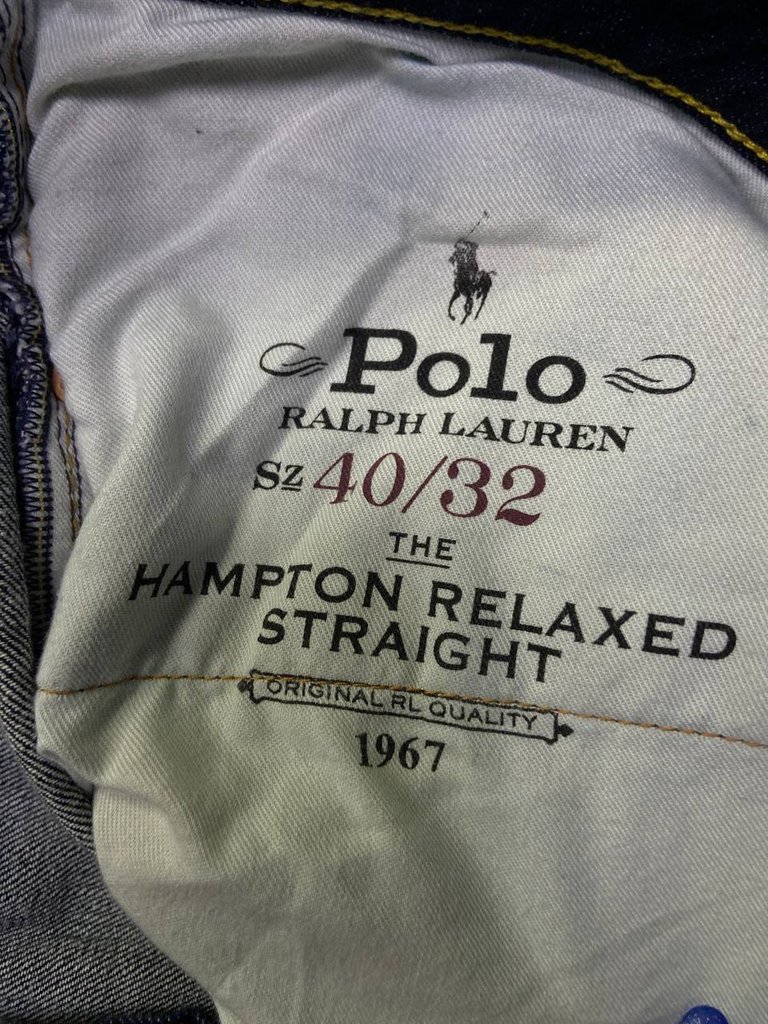 Polo
RALPH LAUREN
Sz 40/32
THE
HAMPTON RELAXED
STRAIGHT
ORIGINAL RL QUALITY
1967